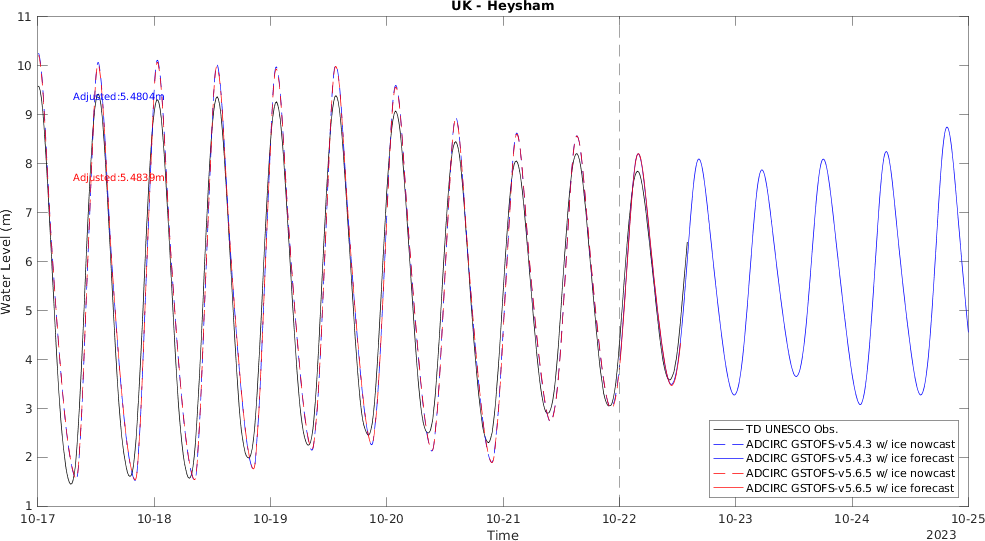 UK - Heysham
11
10
9
8
7
6
5
4
3
2
1
Water Level (m)
Adjusted:5.4804m
Adjusted:5.4839m
TD UNESCO Obs.
ADCIRC GSTOFS-v5.4.3 w/ ice nowcast
ADCIRC GSTOFS-v5.4.3 w/ ice forecast
ADCIRC GSTOFS-v5.6.5 w/ ice nowcast
ADCIRC GSTOFS-v5.6.5 w/ ice forecast
10-17 10-18 10-19 10-20 10-21 10-22 10-23 10-24 10-25
Time
2023